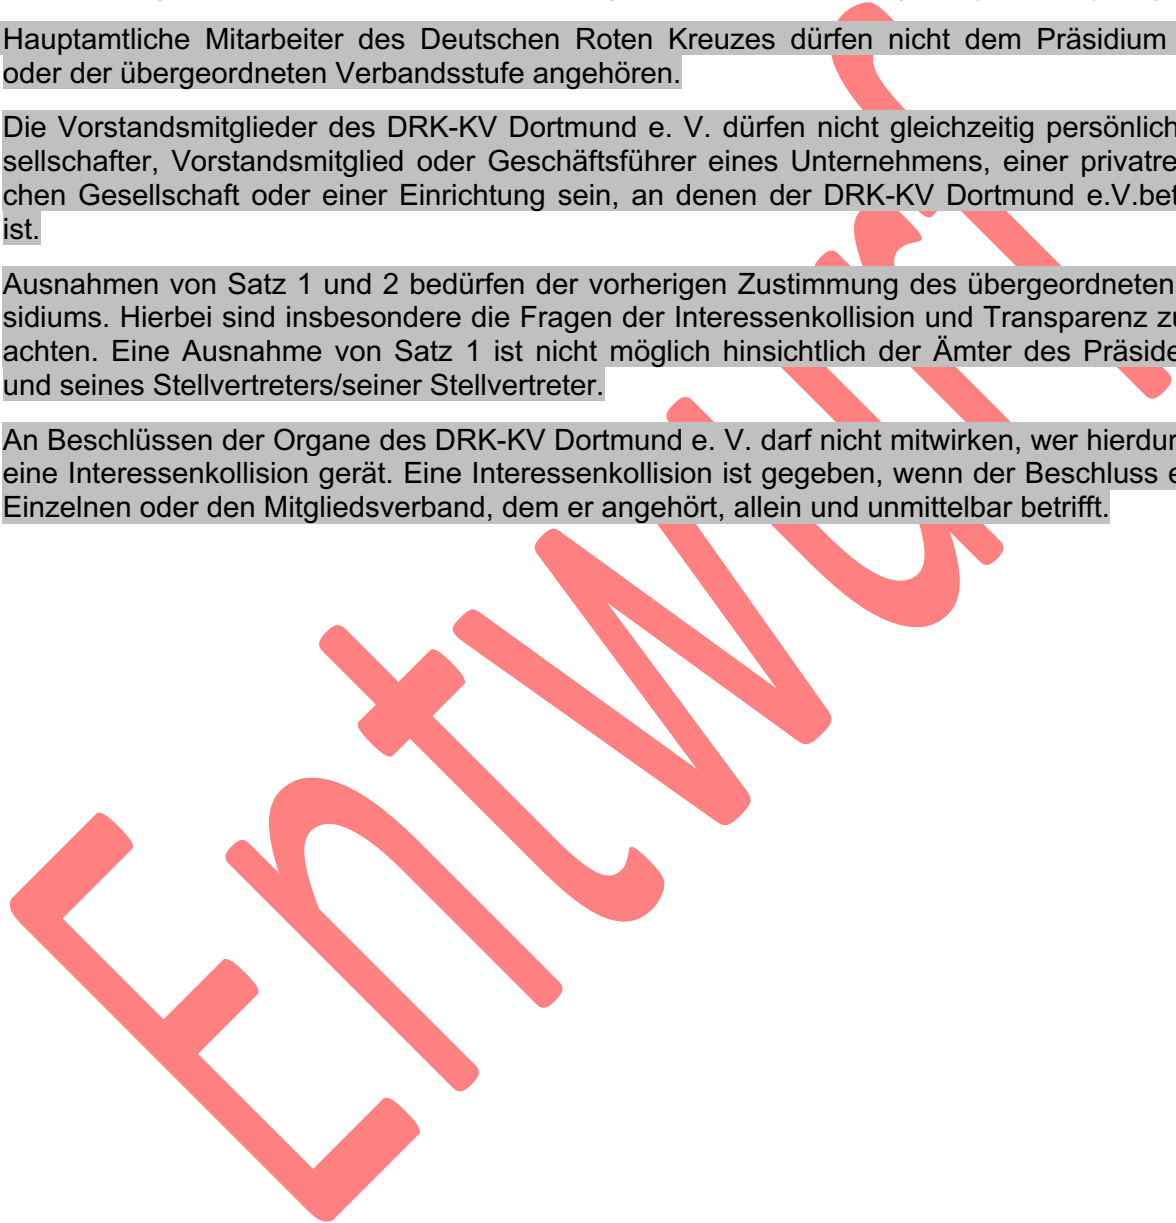 Hauptamtliche Mitarbeiter des Deutschen Roten Kreuzes dürfen nicht dem Präsidium
oder der übergeordneten Verbandsstufe angehören.
Die Vorstandsmitglieder des DRK-KV Dortmund e. V. dürfen nicht gleichzeitig persönlich
sellschafter, Vorstandsmitglied oder Geschäftsführer eines Unternehmens, einer privatre
chen Gesellschaft oder einer Einrichtung sein, an denen der DRK-KV Dortmund e.V.bet
ist.
Ausnahmen von Satz 1 und 2 bedürfen der vorherigen Zustimmung des übergeordneten
sidiums. Hierbei sind insbesondere die Fragen der Interessenkollision und Transparenz zu
achten. Eine Ausnahme von Satz 1 ist nicht möglich hinsichtlich der Ämter des Präside
und seines Stellvertreters/seiner Stellvertreter.
An Beschlüssen der Organe des DRK-KV Dortmund e. V. darf nicht mitwirken, wer hierdur
eine Interessenkollision gerät. Eine Interessenkollision ist gegeben, wenn der Beschluss e
Einzelnen oder den Mitgliedsverband, dem er angehört, allein und unmittelbar betrifft.
Entwurf